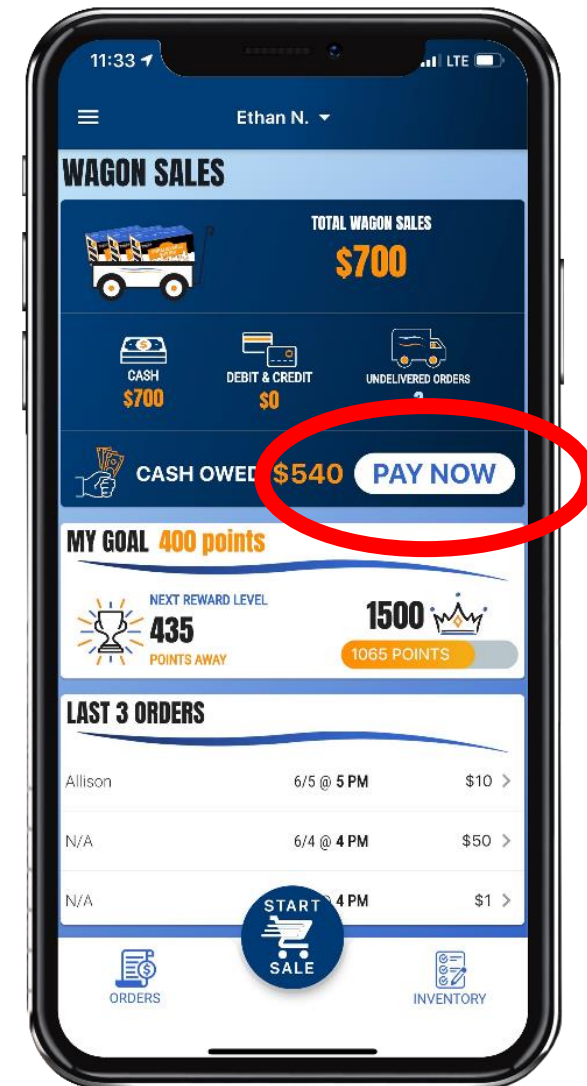 11:33
LTE
Ethan N.
WAGON SALES
TOTAL WAGON SALES
$700
CASH
$700
DEBIT & CREDIT
$0
UNDELIVERED ORDERS
CASH OWED $540 PAY NOW
MY GOAL 400 points
NEXT REWARD LEVEL
435
POINTS AWAY
1500
1065 POINTS
LAST 3 ORDERS
Allison 6/5 @ 5 PM $10 >
N/A 6/4 @ 4 PM $50 >
N/A 4 PM $1 >
START
SALE
ORDERS
INVENTORY